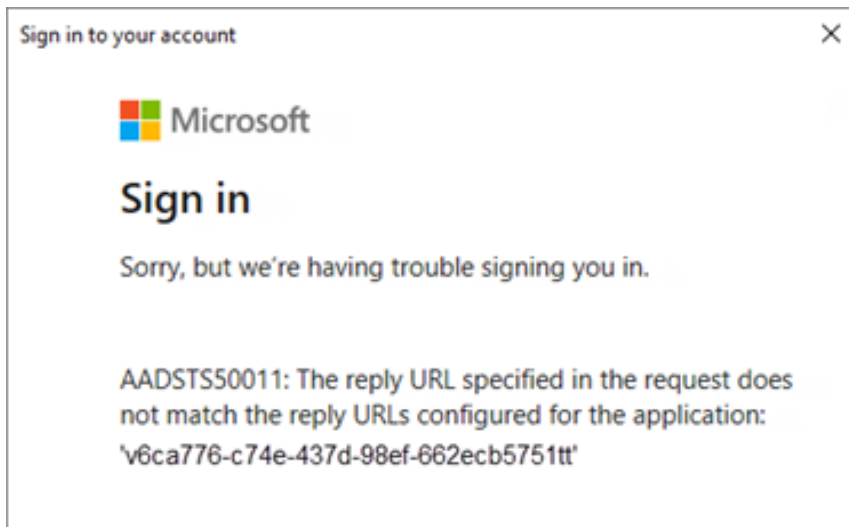 Sign in to your account
Microsoft
Sign in
Sorry, but we're having trouble signing you in.
AADSTS50011: The reply URL specified in the request does
not match the reply URLs configured for the application:
'v6ca776-c74e-437d-98ef-662ecb5751tt'